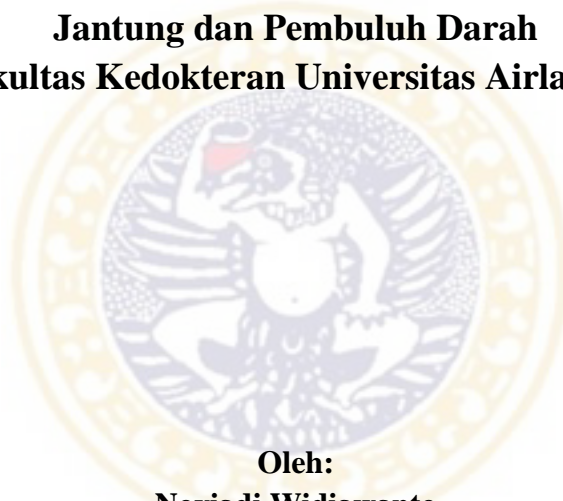 Jantung dan Pembuluh Darah
kultas Kedokteran Universitas Airla
Oleh: